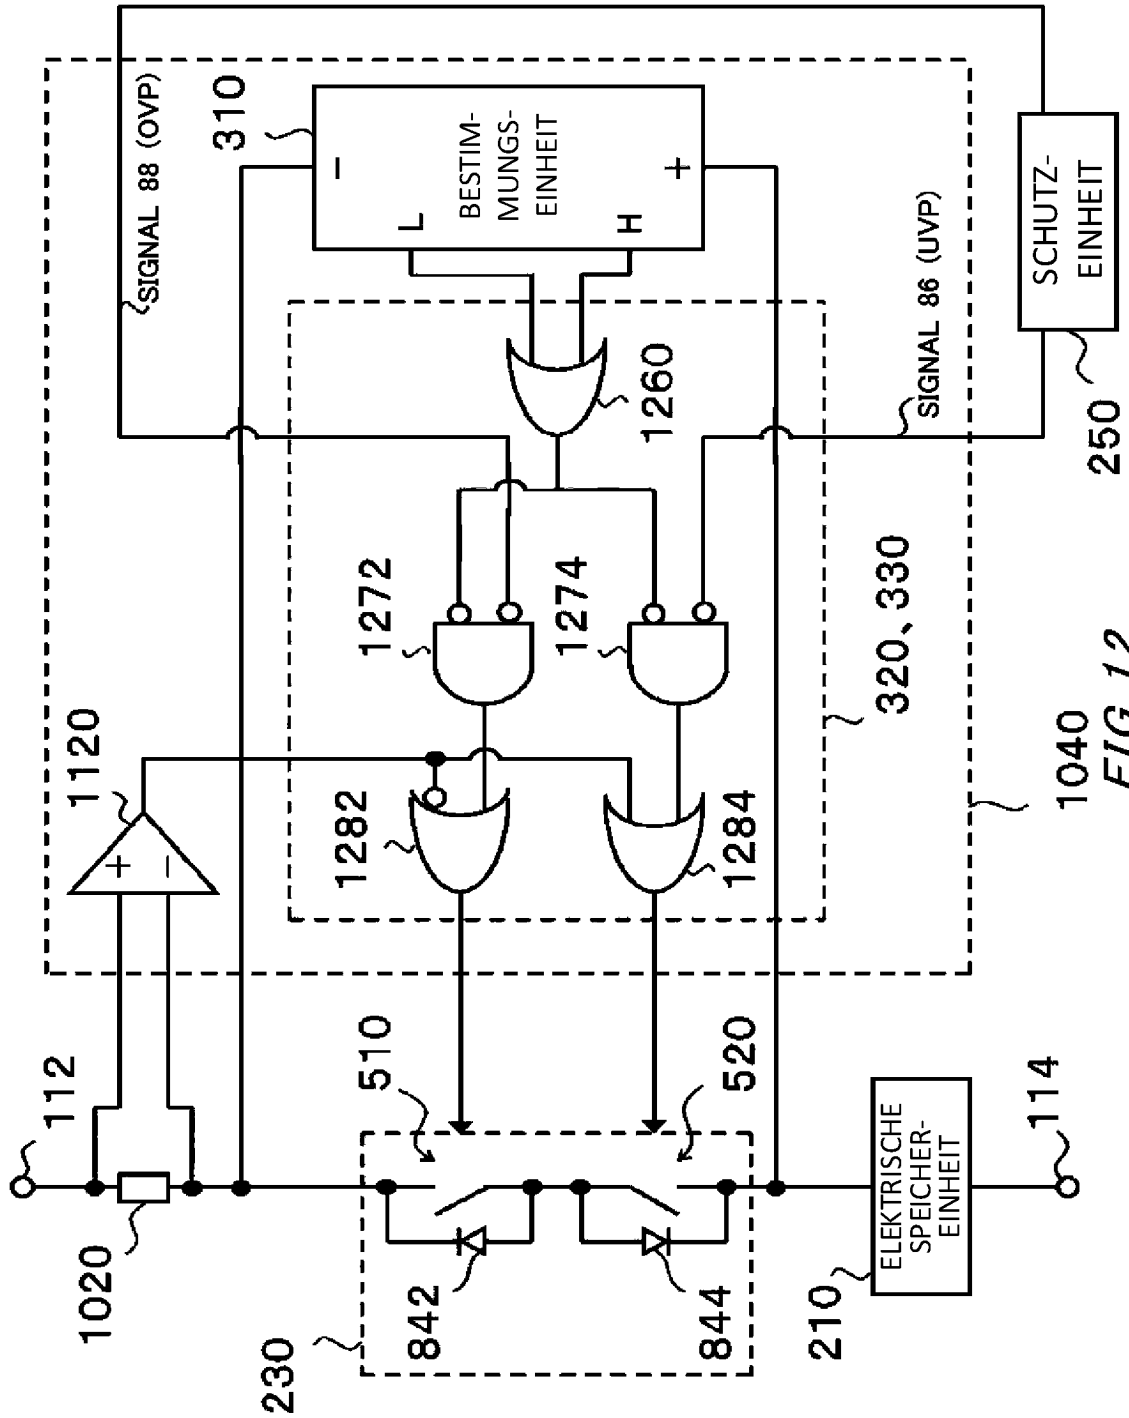 SIGNAL 88 (OVP)
310
−
BESTIM-
MUNGS-
EINHEIT
L
H
+
SCHUTZ-
EINHEIT
SIGNAL 86 (UVP)
250
1260
1272
1274
320、330
1120
+
−
1282
1284
1040
FIG. 12
112
510
520
114
1020
ELEKTRISCHE
SPEICHER-
EINHEIT
842
844
210
230